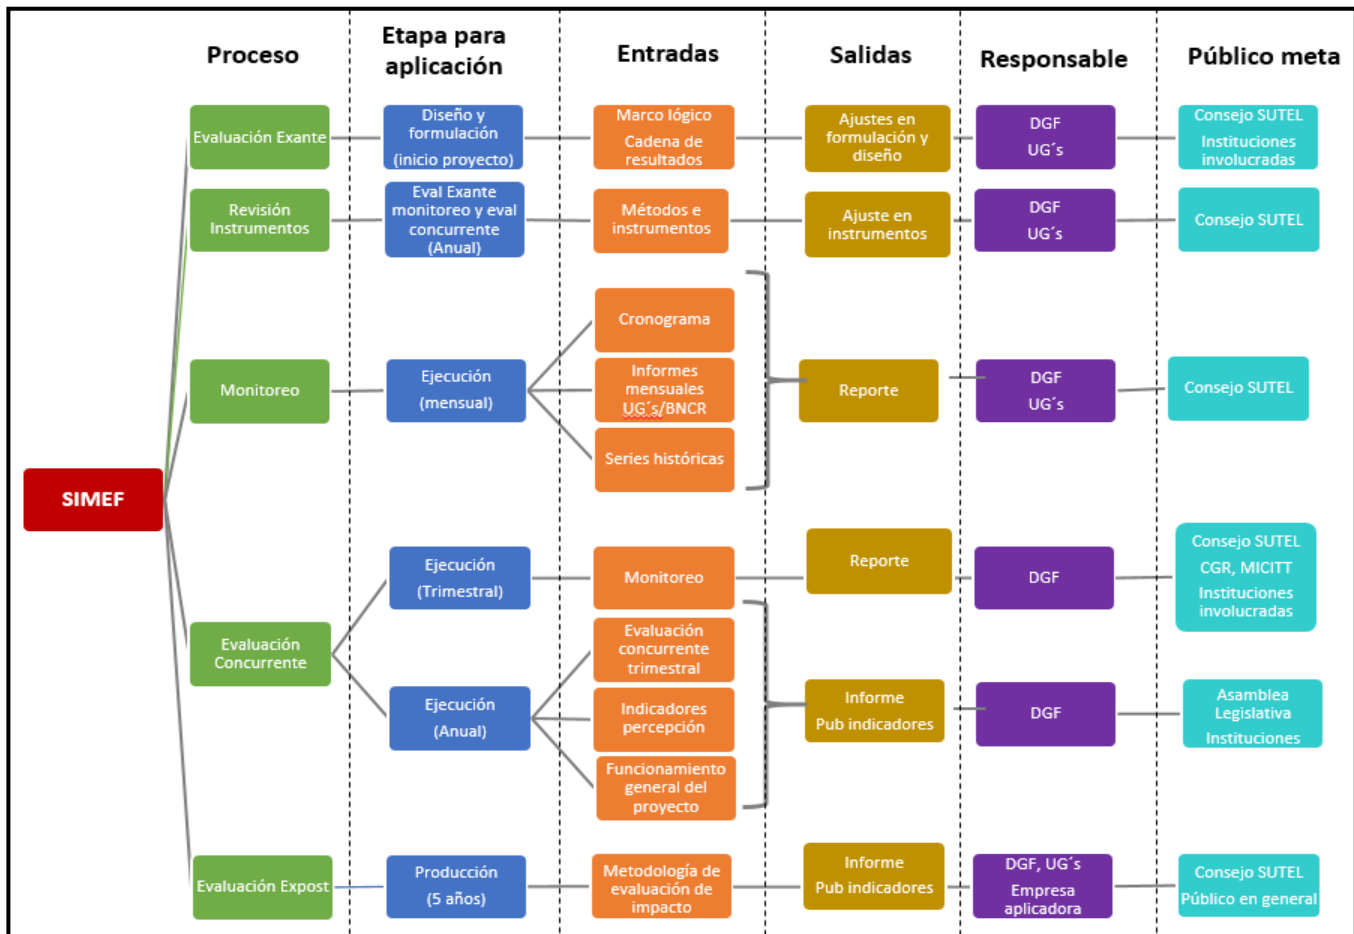 Proceso
Etapa para
aplicación
Entradas
Salidas
Responsable
Público meta
Evaluación Exante
Diseño y
formulación
(inicio proyecto)
Marco lógico
Cadena de
resultados
Ajustes en
formulación y
diseño
DGF
UG´s
Consejo SUTEL
Instituciones
involucradas
Revisión
Instrumentos
Eval Exante
monitoreo y eval
concurrente
(Anual)
Métodos e
instrumentos
Ajuste en
instrumentos
DGF
UG´s
Consejo SUTEL
Monitoreo
Ejecución
(mensual)
Cronograma
Informes
mensuales
UG´s/BNCR
Series históricas
Reporte
DGF
UG´s
Consejo SUTEL
SIMEF
Evaluación
Concurrente
Ejecución
(Trimestral)
Monitoreo
Reporte
DGF
Consejo SUTEL
CGR, MICITT
Instituciones
involucradas
Ejecución
(Anual)
Evaluación
concurrente
trimestral
Indicadores
percepción
Funcionamiento
general del
proyecto
Informe
Pub indicadores
DGF
Asamblea
Legislativa
Instituciones
Evaluación Expost
Producción
(5 años)
Metodología de
evaluación de
impacto
Informe
Pub indicadores
DGF, UG´s
Empresa
aplicadora
Consejo SUTEL
Público en general